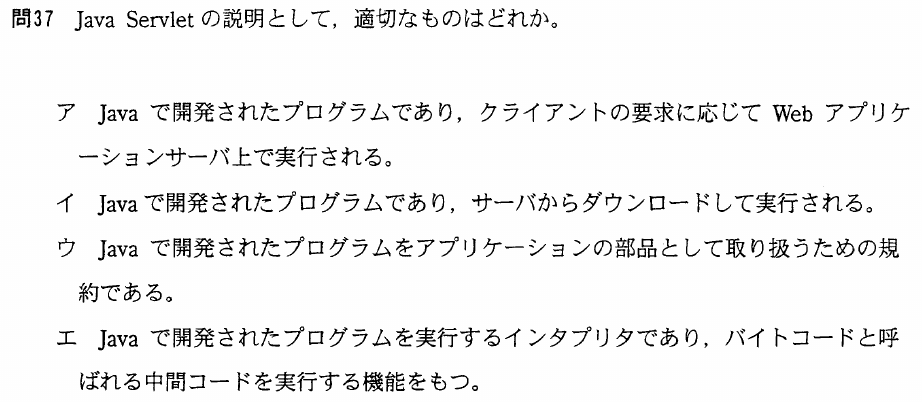 問37 Java Servlet の説明として，適切なものはどれか。
ア Java で開発されたプログラムであり，クライアントの要求に応じて Web アプリケ
ーションサーバ上で実行される。
イ Javaで開発されたプログラムであり，サーバからダウンロードして実行される。
ウ Java で開発されたプログラムをアプリケーションの部品として取り扱うための規
約である。
エ Java で開発されたプログラムを実行するインタプリタであり，バイトコードと呼
ばれる中間コードを実行する機能をもつ。